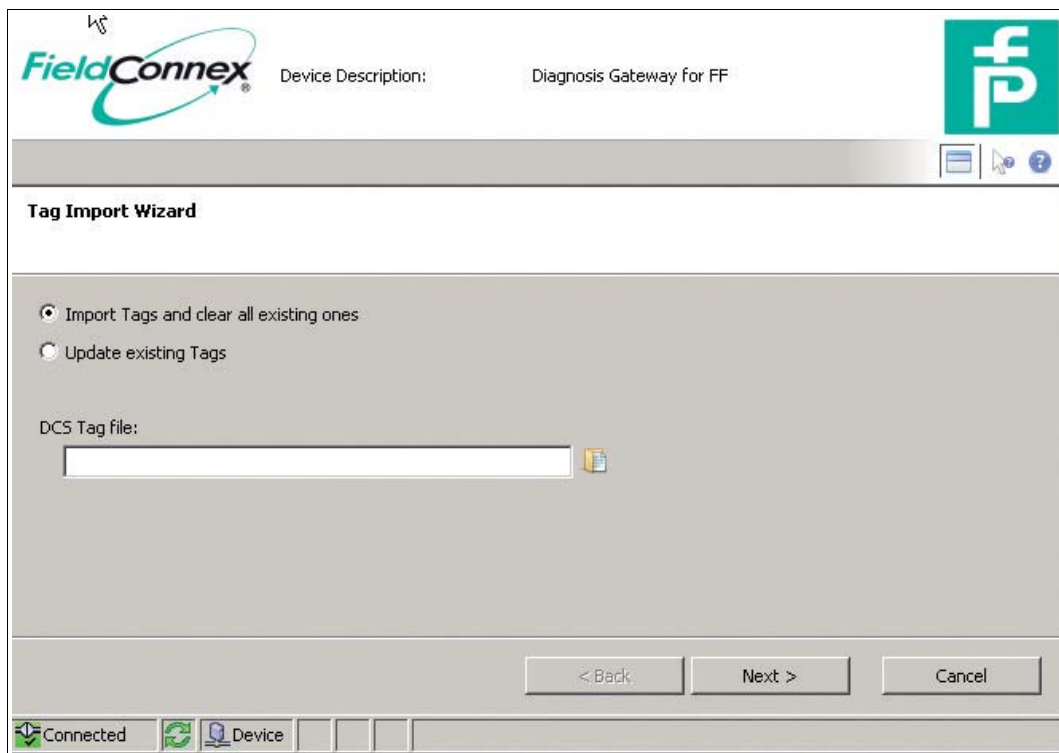 FieldConnex®
Device Description: Diagnosis Gateway for FF
Tag Import Wizard
Import Tags and clear all existing ones
Update existing Tags
DCS Tag file:
< Back Next > Cancel
Connected Device